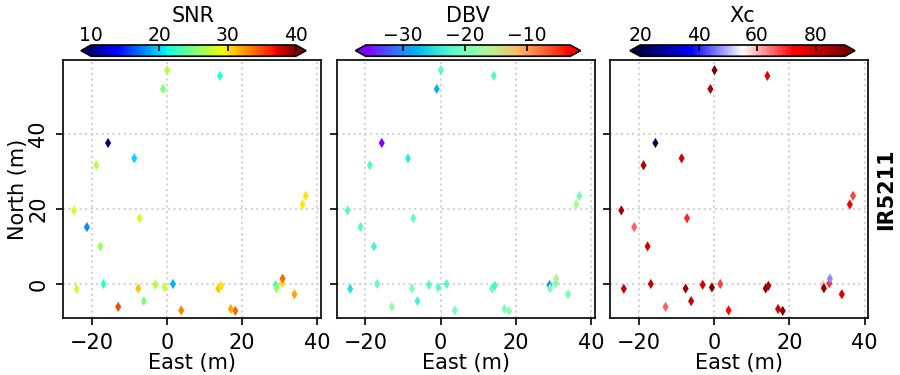 SNR DBV Xc
10 20 30 40 −30 −20 −10 20 40 60 80
North (m)
40
20
0
IR5211
−20 0 20 40 −20 0 20 40 −20 0 20 40
East (m) East (m) East (m)